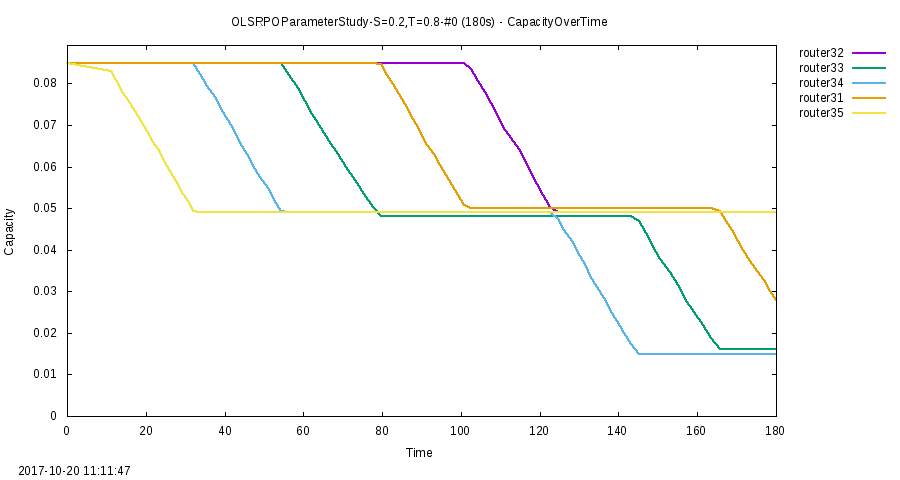 OLSRPOParameterStudy-S=0.2,T=0.8-#0 (180s) - CapacityOverTime
router32
router33
router34
router31
router35
0.08
0.07
0.06
0.05
0.04
0.03
0.02
0.01
0
Capacity
0 20 40 60 80 100 120 140 160 180
Time
2017-10-20 11:11:47